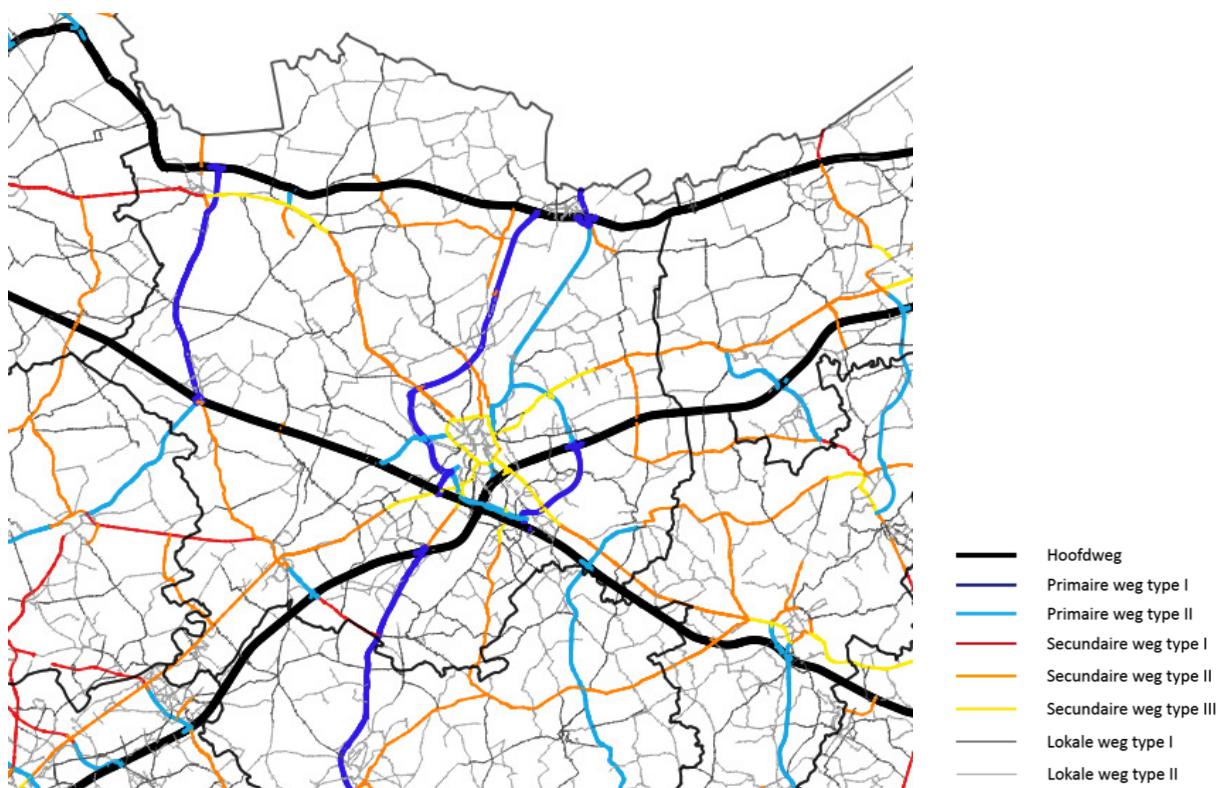 Hoofdweg
Primaire weg type I
Primaire weg type II
Secundaire weg type I
Secundaire weg type II
Secundaire weg type III
Lokale weg type I
Lokale weg type II